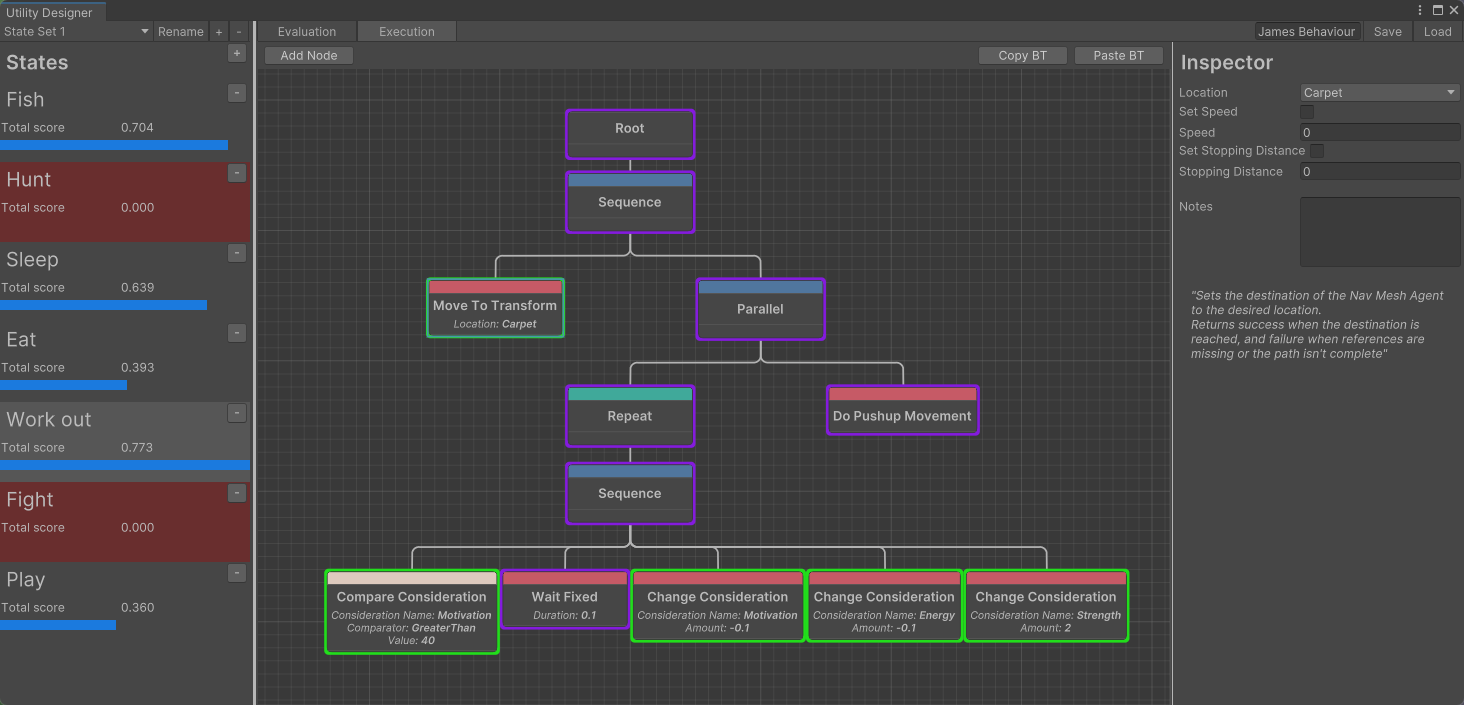 Utility Designer
State Set 1 Rename + -
Evaluation Execution
James Behaviour Save Load
States +
Fish -
Total score 0.704
Hunt -
Total score 0.000
Sleep -
Total score 0.639
Eat -
Total score 0.393
Work out -
Total score 0.773
Fight -
Total score 0.000
Play -
Total score 0.360
Add Node Copy BT Paste BT
Root
Sequence
Move To Transform
Location: Carpet
Parallel
Repeat
Do Pushup Movement
Sequence
Compare Consideration
Consideration Name: Motivation
Comparator: GreaterThan
Value: 40
Wait Fixed
Duration: 0.1
Change Consideration
Consideration Name: Motivation
Amount: -0.1
Change Consideration
Consideration Name: Energy
Amount: -0.1
Change Consideration
Consideration Name: Strength
Amount: 2
Inspector
Location Carpet
Set Speed
Speed 0
Set Stopping Distance
Stopping Distance 0
Notes
"Sets the destination of the Nav Mesh Agent
to the desired location.
Returns success when the destination is
reached, and failure when references are
missing or the path isn't complete"